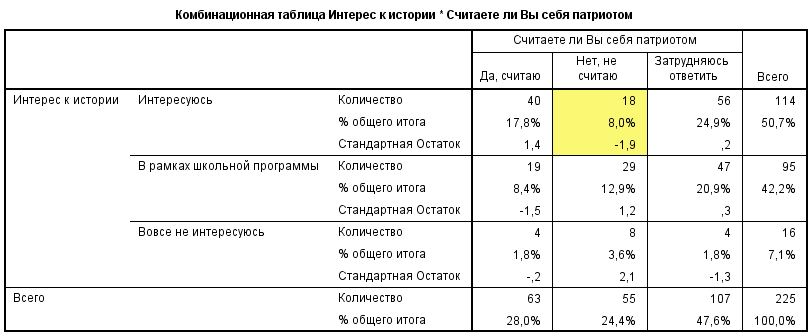 Комбинационная таблица Интерес к истории * Считаете ли Вы себя патриотом
Считаете ли Вы себя патриотом
Да, считаю Нет, не считаю Затрудняюсь ответить Всего
Интерес к истории Интересуюсь Количество 40 18 56 114
% общего итога 17,8% 8,0% 24,9% 50,7%
Стандартная Остаток 1,4 -1,9 ,2
В рамках школьной программы Количество 19 29 47 95
% общего итога 8,4% 12,9% 20,9% 42,2%
Стандартная Остаток -1,5 1,2 ,3
Вовсе не интересуюсь Количество 4 8 4 16
% общего итога 1,8% 3,6% 1,8% 7,1%
Стандартная Остаток -,2 2,1 -1,3
Всего Количество 63 55 107 225
% общего итога 28,0% 24,4% 47,6% 100,0%